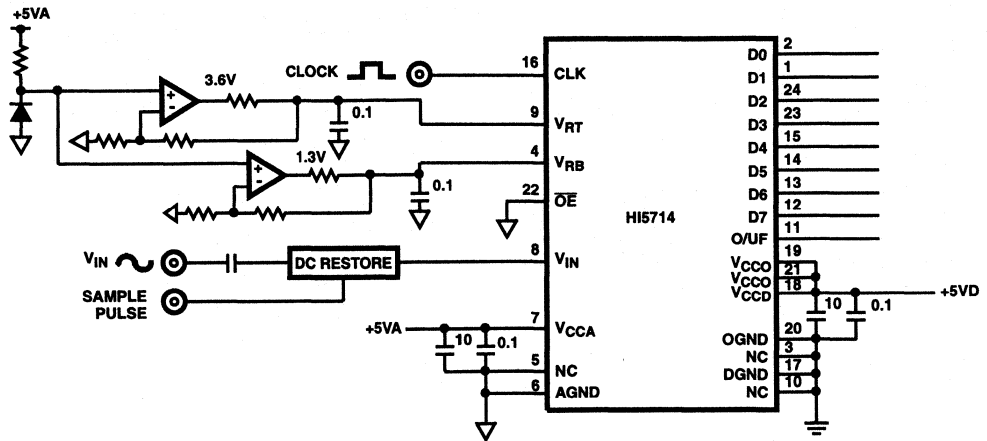 +5VA
3.6V
+
-
0.1
1.3V
+
-
0.1
CLOCK
VIN
DC RESTORE
SAMPLE
PULSE
+5VA
10
0.1
16 CLK
9 VRT
4 VRB
22 OE
8 VIN
7 VCCA
5 NC
6 AGND
HI5714
D0 2
D1 1
D2 24
D3 23
D4 15
D5 14
D6 13
D7 12
O/UF 11
VCCO 19
VCCO 21
VCCD 18
+5VD
10
0.1
OGND 20
NC 3
DGND 17
NC 10